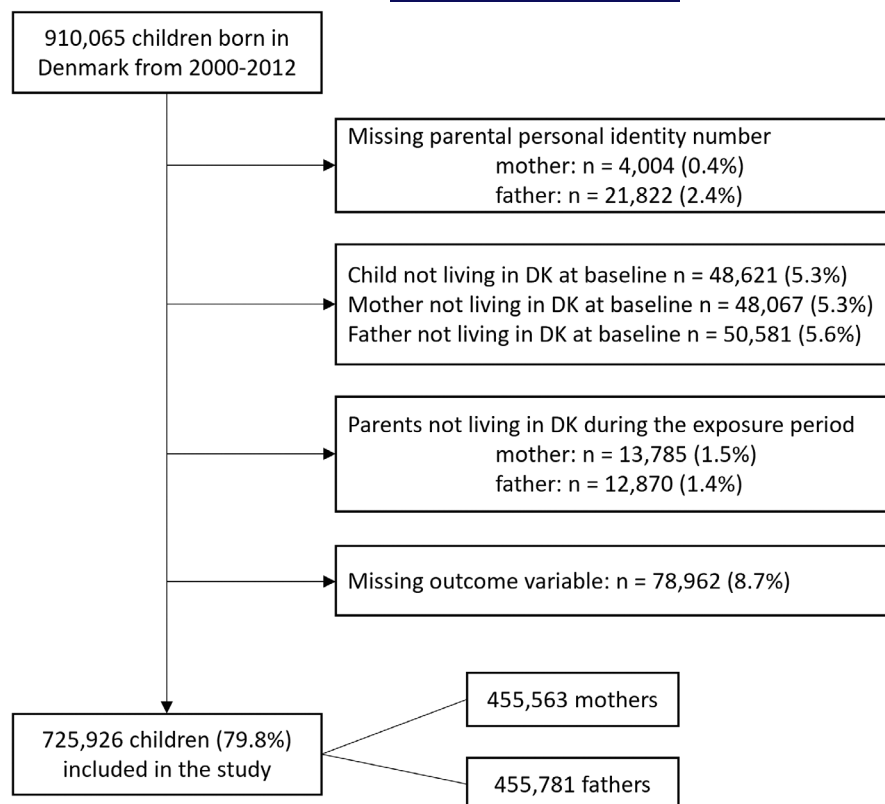 910,065 children born in
Denmark from 2000-2012
Missing parental personal identity number
mother: n = 4,004 (0.4%)
father: n = 21,822 (2.4%)
Child not living in DK at baseline n = 48,621 (5.3%)
Mother not living in DK at baseline n = 48,067 (5.3%)
Father not living in DK at baseline n = 50,581 (5.6%)
Parents not living in DK during the exposure period
mother: n = 13,785 (1.5%)
father: n = 12,870 (1.4%)
Missing outcome variable: n = 78,962 (8.7%)
455,563 mothers
725,926 children (79.8%)
included in the study
455,781 fathers